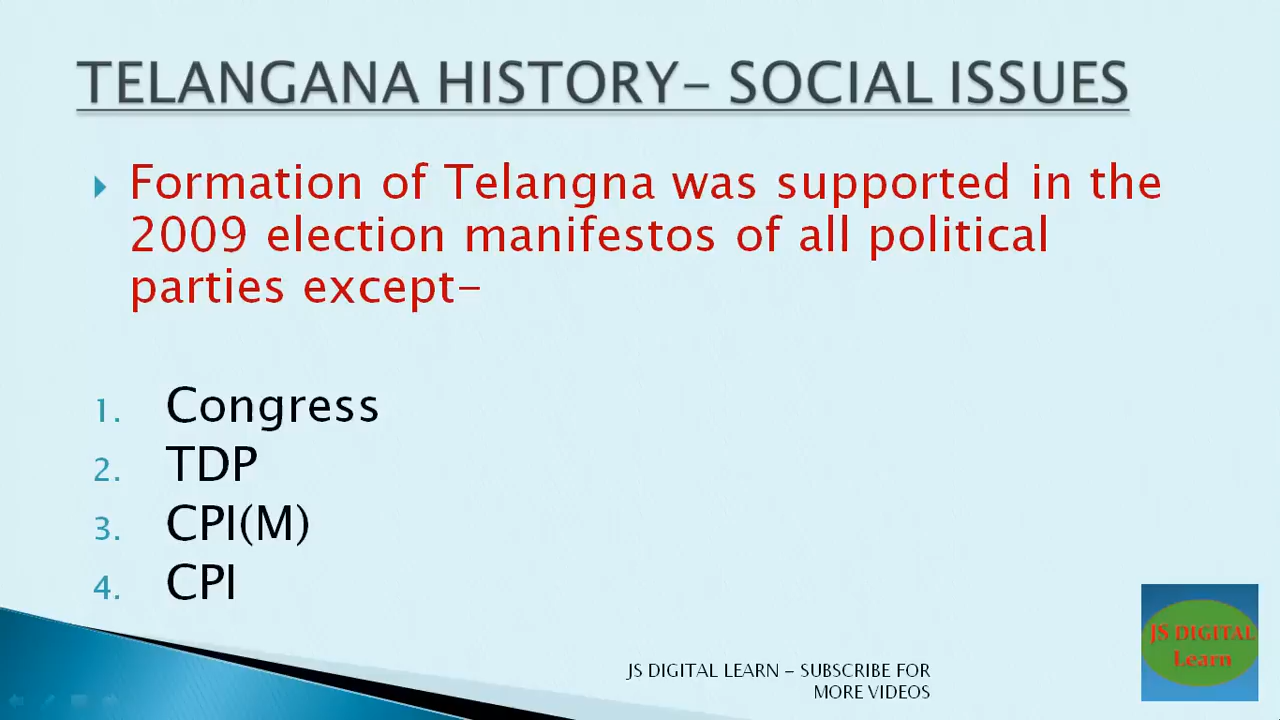 TELANGANA HISTORY- SOCIAL ISSUES
Formation of Telangna was supported in the
2009 election manifestos of all political
parties except-
1. Congress
2. TDP
3. CPI(M)
4. CPI
JS DIGITAL
Learn
JS DIGITAL LEARN – SUBSCRIBE FOR
MORE VIDEOS